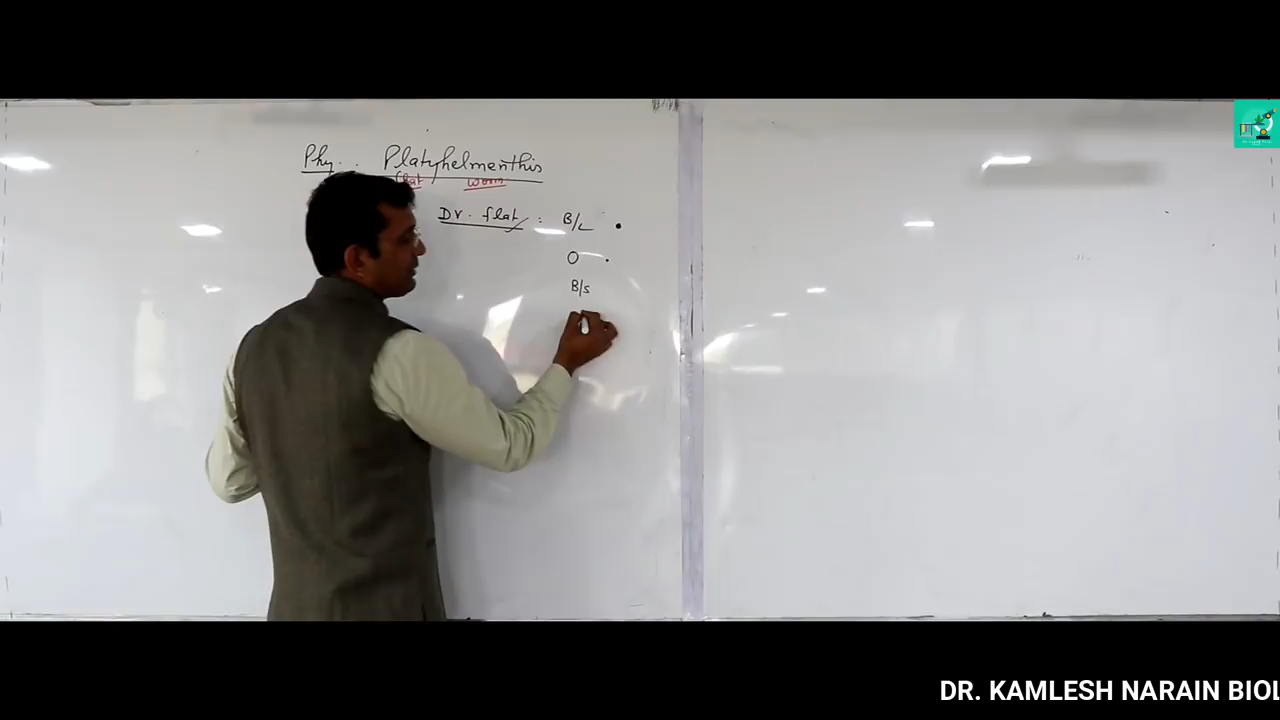 Phy. . Platyhelmenthis
flat worm
DV. flat : B/L
O
B/S
DR. KAMLESH NARAIN BIOL